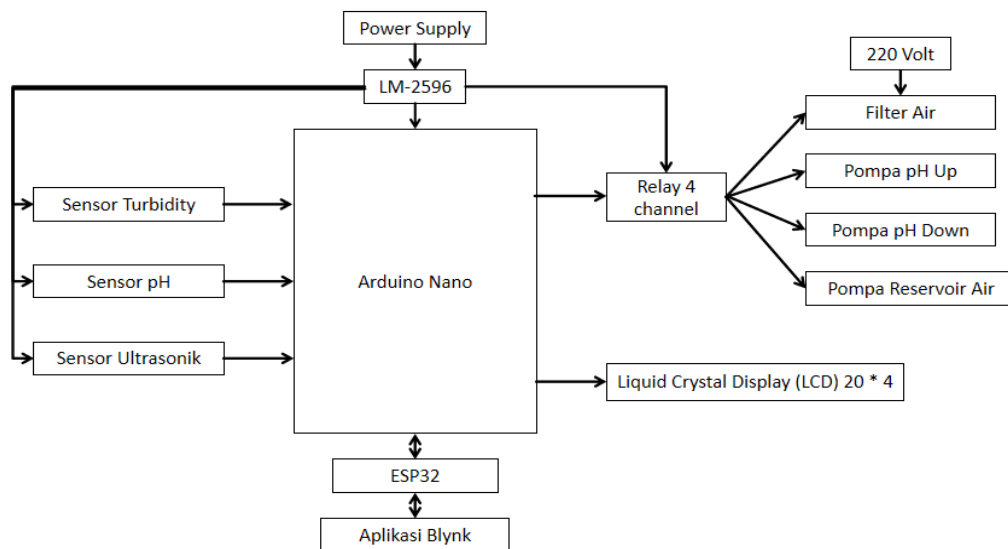 Power Supply
220 Volt
LM-2596
Filter Air
Pompa pH Up
Sensor Turbidity
Relay 4
channel
Pompa pH Down
Sensor pH
Arduino Nano
Pompa Reservoir Air
Sensor Ultrasonik
Liquid Crystal Display (LCD) 20 * 4
ESP32
Aplikasi Blynk